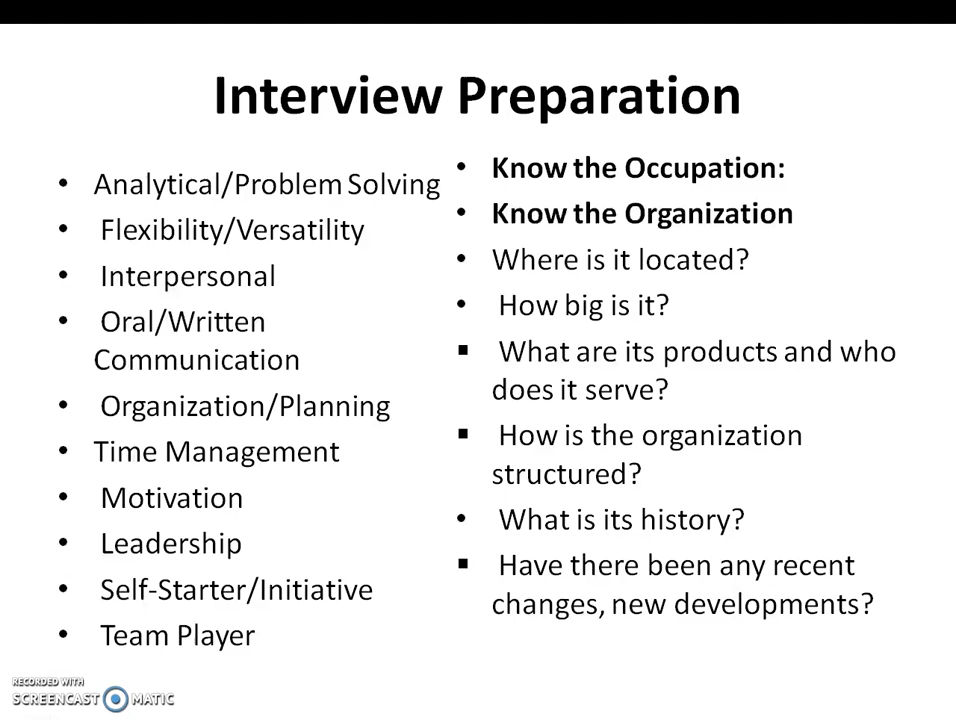 Interview Preparation
• Analytical/Problem Solving
• Flexibility/Versatility
• Interpersonal
• Oral/Written
Communication
• Organization/Planning
• Time Management
• Motivation
• Leadership
• Self-Starter/Initiative
• Team Player
• Know the Occupation:
• Know the Organization
• Where is it located?
• How big is it?
▪ What are its products and who
does it serve?
▪ How is the organization
structured?
• What is its history?
▪ Have there been any recent
changes, new developments?
RECORDED WITH
SCREENCAST MATIC